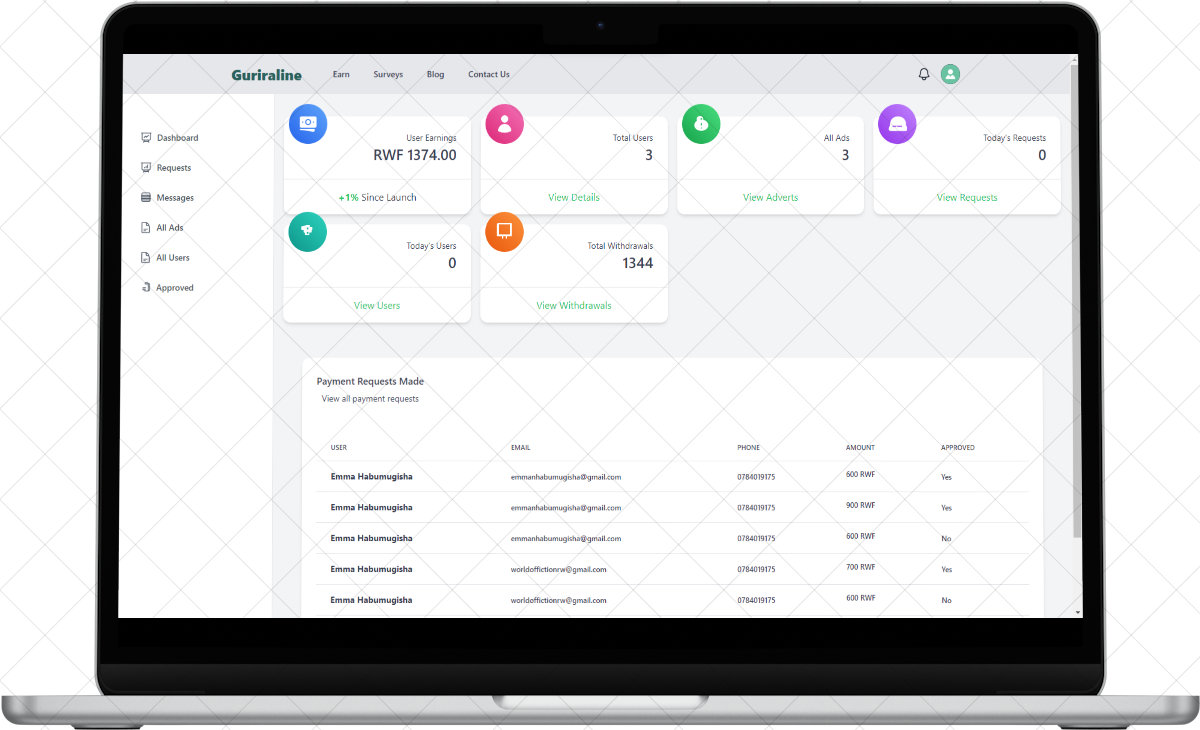 Guriraline Earn Surveys Blog Contact Us
Dashboard
Requests
Messages
All Ads
All Users
Approved
User Earnings
RWF 1374.00
+1% Since Launch
Total Users
3
View Details
All Ads
3
View Adverts
Today's Requests
0
View Requests
Today's Users
0
View Users
Total Withdrawals
1344
View Withdrawals
Payment Requests Made
View all payment requests
USER EMAIL PHONE AMOUNT APPROVED
Emma Habumugisha emmanhabumugisha@gmail.com 0784019175 600 RWF Yes
Emma Habumugisha emmanhabumugisha@gmail.com 0784019175 900 RWF Yes
Emma Habumugisha emmanhabumugisha@gmail.com 0784019175 600 RWF No
Emma Habumugisha worldoffictionrw@gmail.com 0784019175 700 RWF Yes
Emma Habumugisha worldoffictionrw@gmail.com 0784019175 600 RWF No